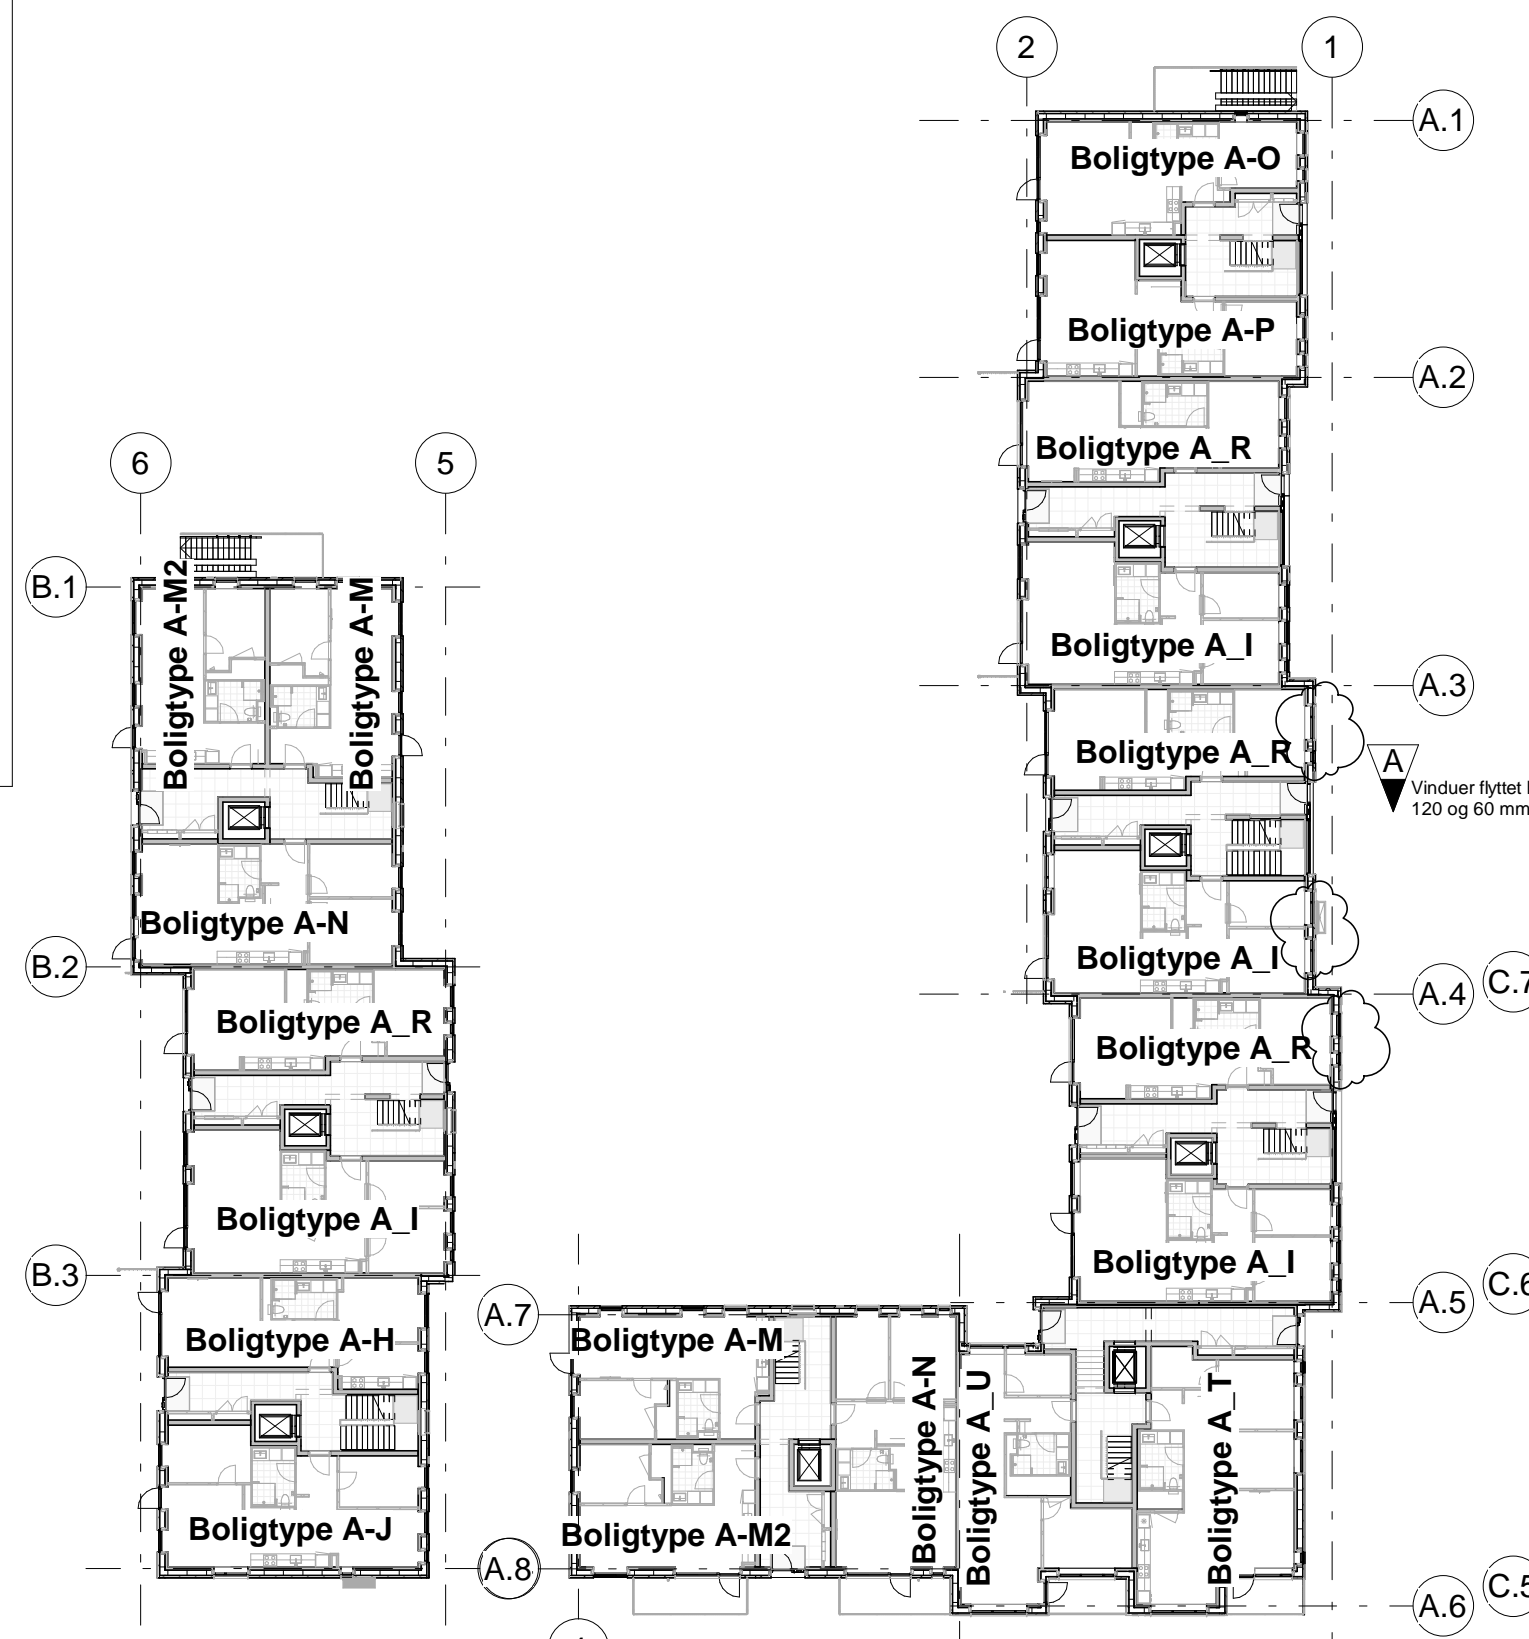 2
1
A.1
Boligtype A-O
Boligtype A-P
A.2
Boligtype A_R
6
5
B.1
Boligtype A-M2
Boligtype A-M
Boligtype A_I
A.3
Boligtype A_R
A
Vinduer flyttet
120 og 60 mm
Boligtype A-N
Boligtype A_I
B.2
A.4
C.7
Boligtype A_R
Boligtype A_R
Boligtype A_I
Boligtype A_I
B.3
A.5
C.6
A.7
Boligtype A-H
Boligtype A-M
Boligtype A-N
Boligtype A_U
Boligtype A_T
Boligtype A-J
Boligtype A-M2
A.8
A.6
C.5